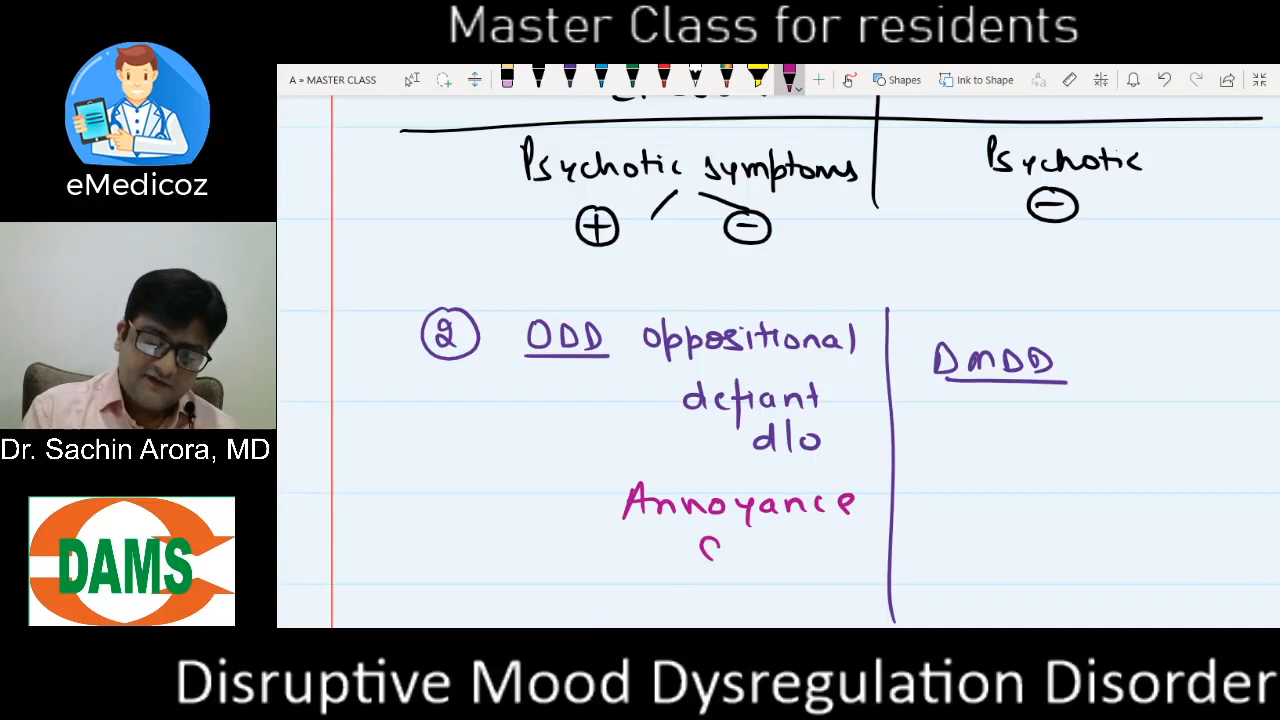 Master Class for residents
A » MASTER CLASS
Shapes
Ink to Shape
eMedicoz
Psychotic symptoms
Psychotic
+
−
−
2 ODD oppositional
defiant
d/o
DMDD
Annoyance
Dr. Sachin Arora, MD
DAMS
Disruptive Mood Dysregulation Disorder